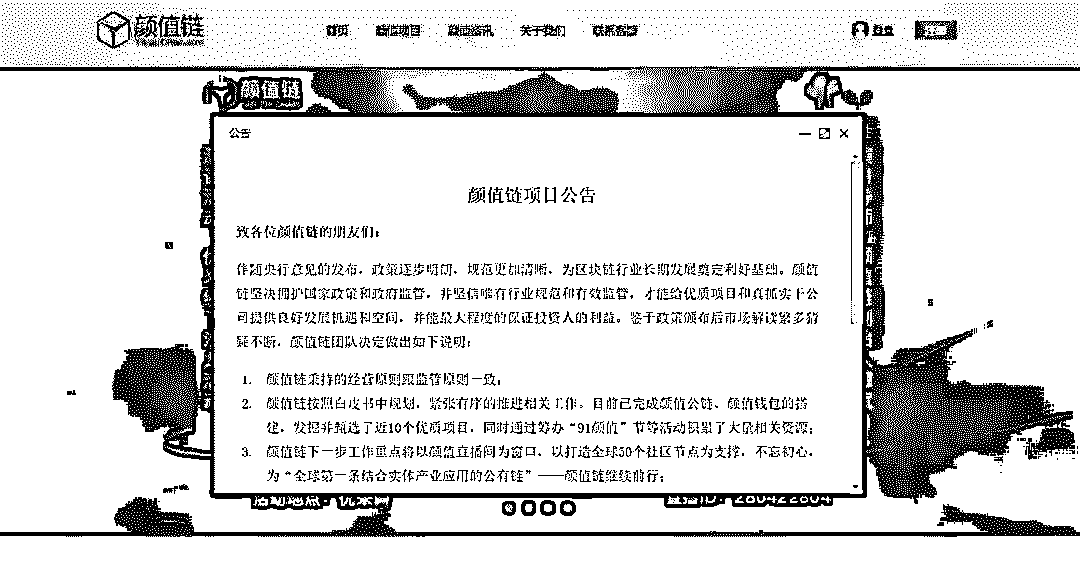 颜值链
首页 颜值项目 颜值资讯 关于我们 联系客服
颜值链
公告
颜值链项目公告
致各位颜值链的朋友们：
伴随央行意见的发布，政策逐步明朗，规范更加清晰，为区块链行业长期发展奠定利好基础。颜值
链坚决拥护国家政策和政府监管，并坚信唯有行业规范和有效监管，才能给优质项目和真抓实干公
司提供良好发展机遇和空间，并能最大程度的保证投资人的利益。鉴于政策颁布后市场解读繁多猜
疑不断，颜值链团队决定做出如下说明：
1. 颜值链秉持的经营原则跟监管原则一致；
2. 颜值链按照白皮书中规划，紧张有序的推进相关工作。目前已完成颜值公链、颜值钱包的搭
建，发掘并甄选了近10个优质项目，同时通过筹办“91颜值”节等活动积累了大量相关资源；
3. 颜值链下一步工作重点将以颜值直播间为窗口，以打造全球50个社区节点为支撑，不忘初心，
为“全球第一条结合实体产业应用的公有链”——颜值链继续前行；
活动地点：优米网 直播ID：280422804